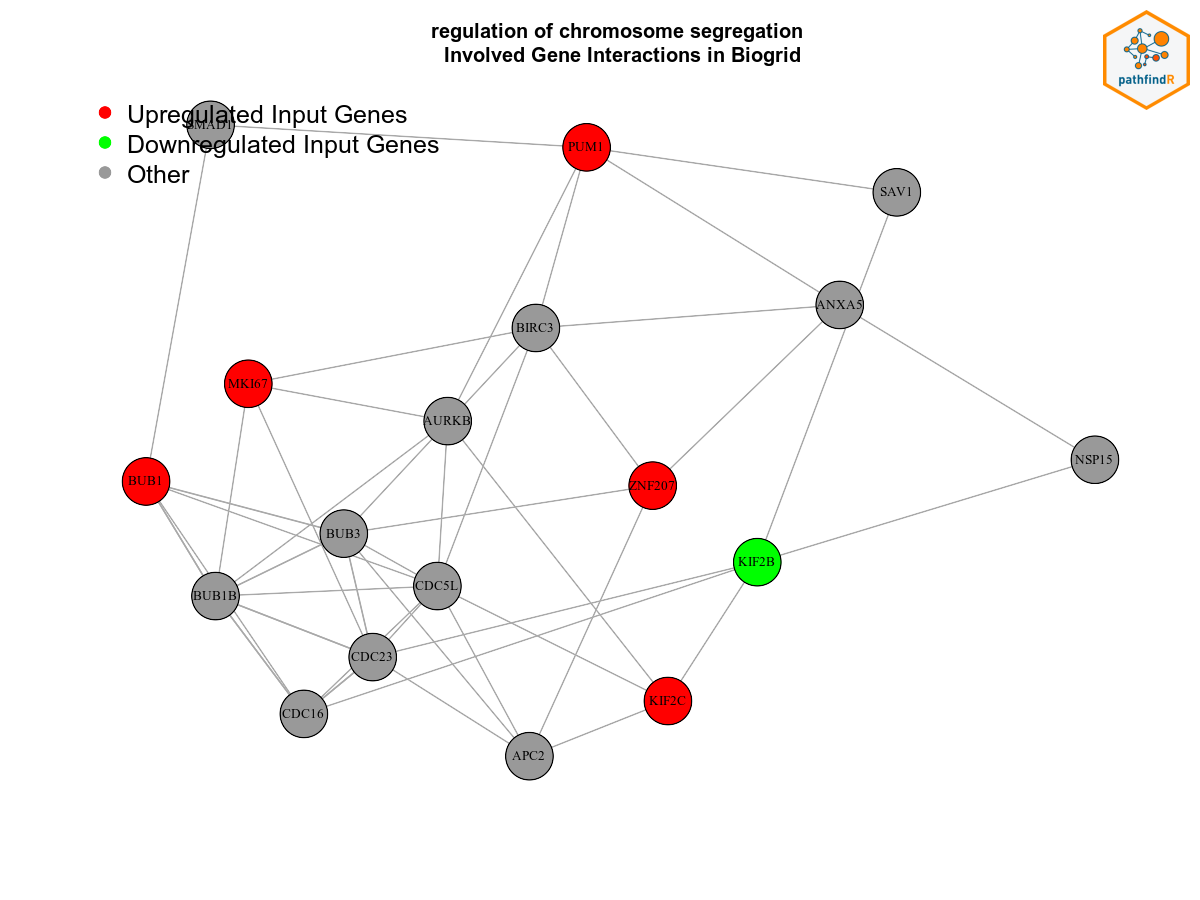 regulation of chromosome segregation
Involved Gene Interactions in Biogrid
pathfindR
Upregulated Input Genes
Downregulated Input Genes
Other
SMAD1
PUM1
SAV1
ANXA5
BIRC3
MKI67
AURKB
NSP15
BUB1
ZNF207
BUB3
KIF2B
CDC5L
BUB1B
CDC23
KIF2C
CDC16
APC2